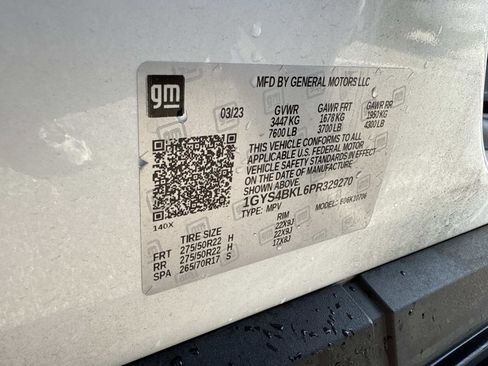 gm
MFD BY GENERAL MOTORS LLC
03/23 GVWR GAWR FRT GAWR RR
3447 KG 1678 KG 1950 KG
7600 LB 3700 LB 4300 LB
THIS VEHICLE CONFORMS TO ALL
APPLICABLE U.S. FEDERAL MOTOR
VEHICLE SAFETY STANDARDS IN EFFECT
ON THE DATE OF MANUFACTURE
SHOWN ABOVE.
1GYS4BKL6PR329270
TYPE: MPV MODEL: 6O6K10706
140X
TIRE SIZE RIM
FRT 275/50R22 H 22X9J
RR 275/50R22 H 22X9J
SPA 265/70R17 S 17X8J